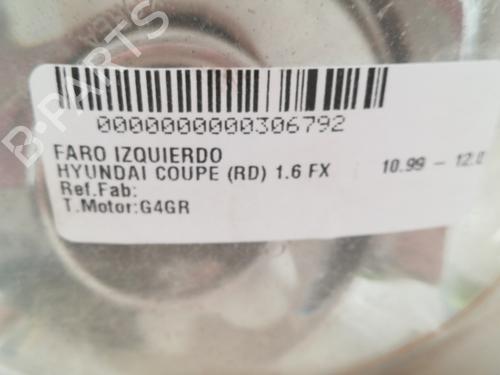 B-PARTS
0000000000306792
FARO IZQUIERDO
HYUNDAI COUPE (RD) 1.6 FX 10.99 - 12.0
Ref.Fab:
T.Motor:G4GR